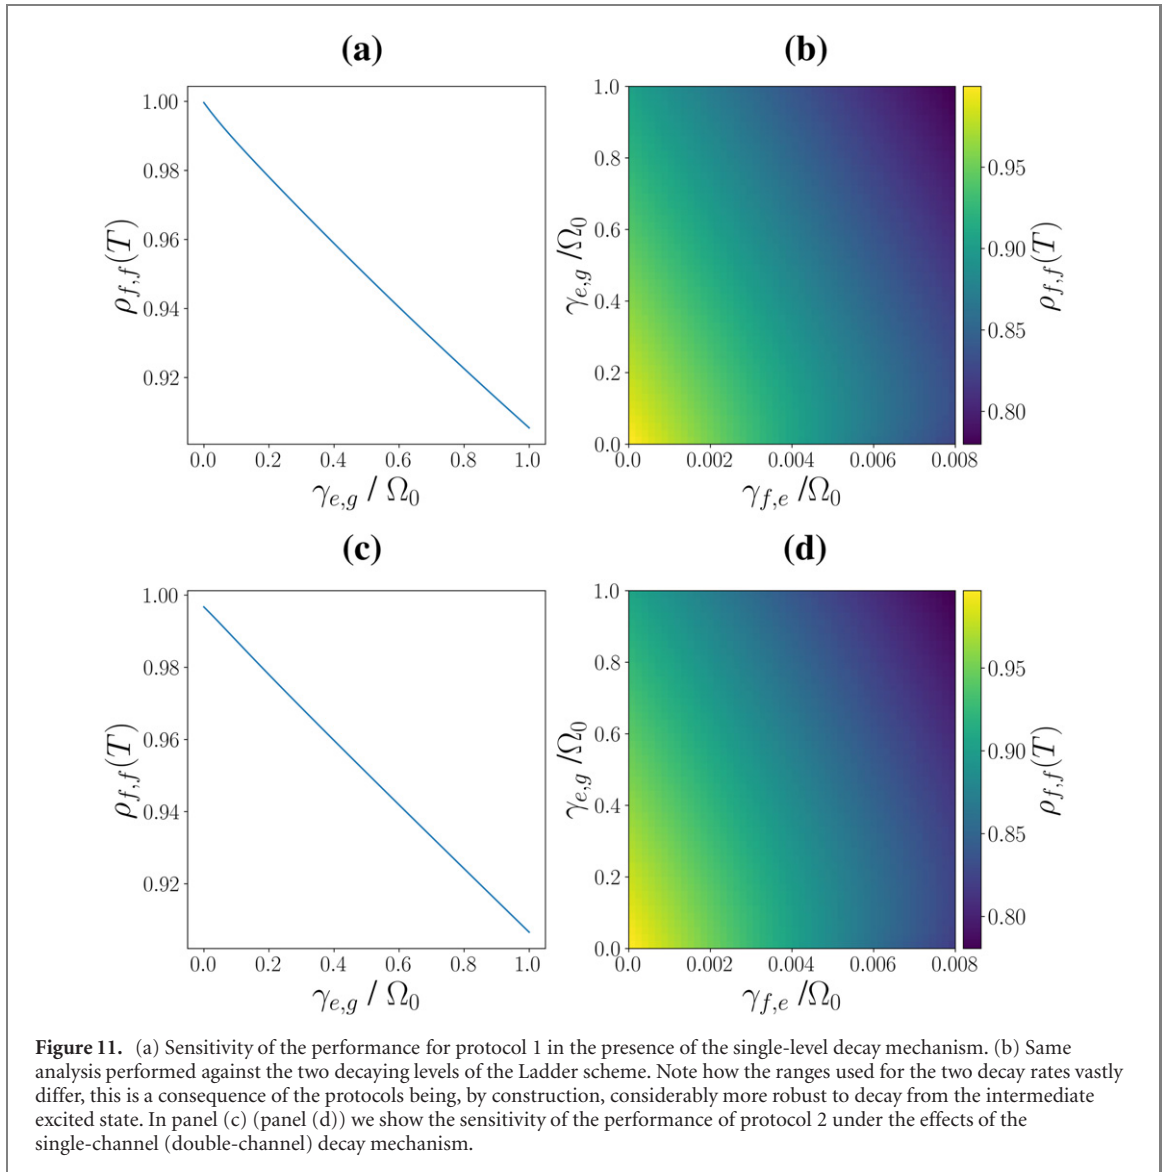 (a)
(b)
1.00
0.98
0.96
0.94
0.92
ρf,f(T)
0.0 0.2 0.4 0.6 0.8 1.0
γe,g / Ω0
1.0
0.8
0.6
0.4
0.2
0.0
γe,g /Ω0
0.0 0.002 0.004 0.006 0.008
γf,e /Ω0
0.95
0.90
0.85
0.80
ρf,f(T)
(c)
(d)
1.00
0.98
0.96
0.94
0.92
ρf,f(T)
0.0 0.2 0.4 0.6 0.8 1.0
γe,g / Ω0
1.0
0.8
0.6
0.4
0.2
0.0
γe,g /Ω0
0.0 0.002 0.004 0.006 0.008
γf,e /Ω0
0.95
0.90
0.85
0.80
ρf,f(T)
Figure 11. (a) Sensitivity of the performance for protocol 1 in the presence of the single-level decay mechanism. (b) Same
analysis performed against the two decaying levels of the Ladder scheme. Note how the ranges used for the two decay rates vastly
differ, this is a consequence of the protocols being, by construction, considerably more robust to decay from the intermediate
excited state. In panel (c) (panel (d)) we show the sensitivity of the performance of protocol 2 under the effects of the
single-channel (double-channel) decay mechanism.